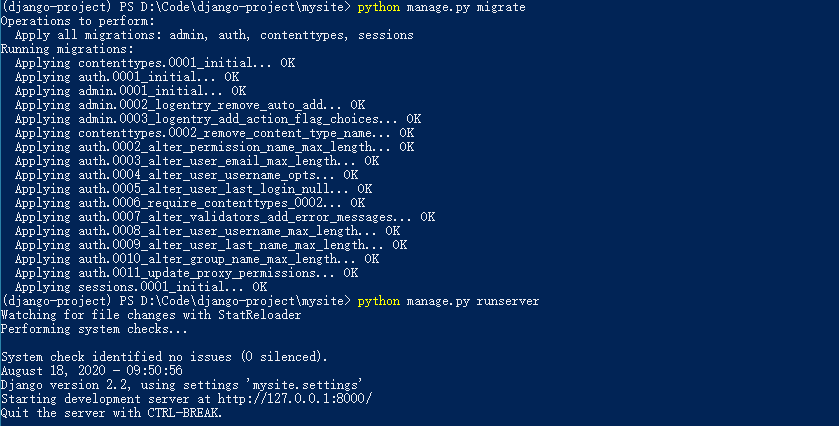 (django-project) PS D:\Code\django-project\mysite> python manage.py migrate
Operations to perform:
  Apply all migrations: admin, auth, contenttypes, sessions
Running migrations:
  Applying contenttypes.0001_initial... OK
  Applying auth.0001_initial... OK
  Applying admin.0001_initial... OK
  Applying admin.0002_logentry_remove_auto_add... OK
  Applying admin.0003_logentry_add_action_flag_choices... OK
  Applying contenttypes.0002_remove_content_type_name... OK
  Applying auth.0002_alter_permission_name_max_length... OK
  Applying auth.0003_alter_user_email_max_length... OK
  Applying auth.0004_alter_user_username_opts... OK
  Applying auth.0005_alter_user_last_login_null... OK
  Applying auth.0006_require_contenttypes_0002... OK
  Applying auth.0007_alter_validators_add_error_messages... OK
  Applying auth.0008_alter_user_username_max_length... OK
  Applying auth.0009_alter_user_last_name_max_length... OK
  Applying auth.0010_alter_group_name_max_length... OK
  Applying auth.0011_update_proxy_permissions... OK
  Applying sessions.0001_initial... OK
(django-project) PS D:\Code\django-project\mysite> python manage.py runserver
Watching for file changes with StatReloader
Performing system checks...

System check identified no issues (0 silenced).
August 18, 2020 - 09:50:56
Django version 2.2, using settings 'mysite.settings'
Starting development server at http://127.0.0.1:8000/
Quit the server with CTRL-BREAK.